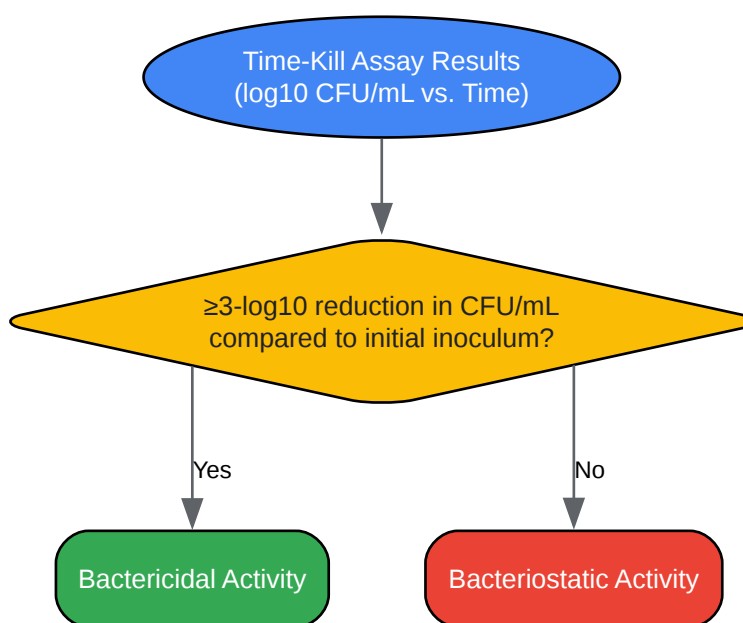 Time-Kill Assay Results
(log10 CFU/mL vs. Time)
≥3-log10 reduction in CFU/mL
compared to initial inoculum?
Yes
No
Bactericidal Activity
Bacteriostatic Activity